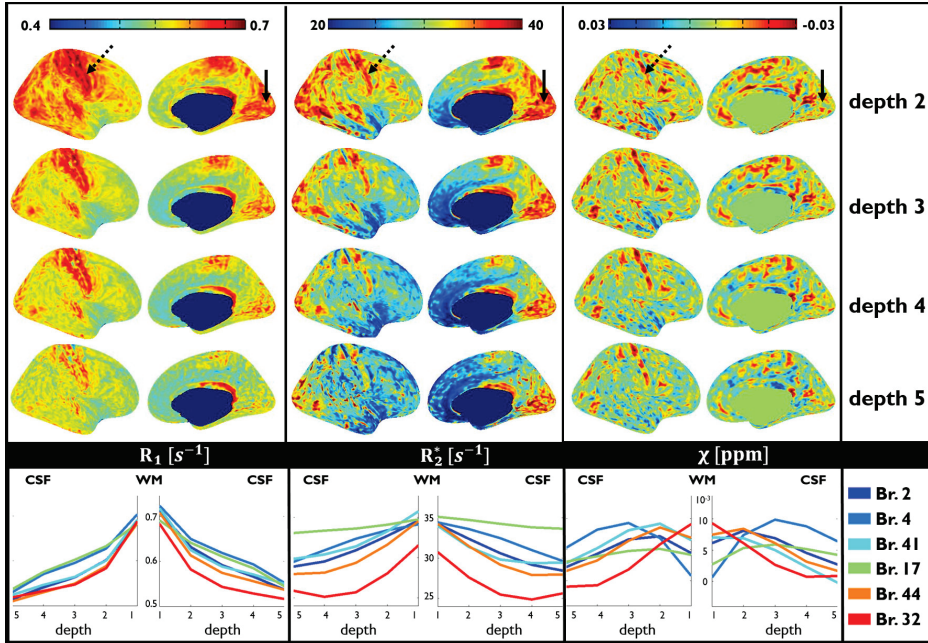 0.4 0.7 20 40 0.03 -0.03
depth 2
depth 3
depth 4
depth 5
R₁ [s⁻¹] R₂* [s⁻¹] χ [ppm]
CSF WM CSF CSF WM CSF CSF WM CSF
0.7
0.6
0.5
5 4 3 2 1 1 2 3 4 5
depth depth
35
30
25
5 4 3 2 1 1 2 3 4 5
depth depth
10⁻³
10
5
0
5 4 3 2 1 1 2 3 4 5
depth depth
Br. 2
Br. 4
Br. 41
Br. 17
Br. 44
Br. 32